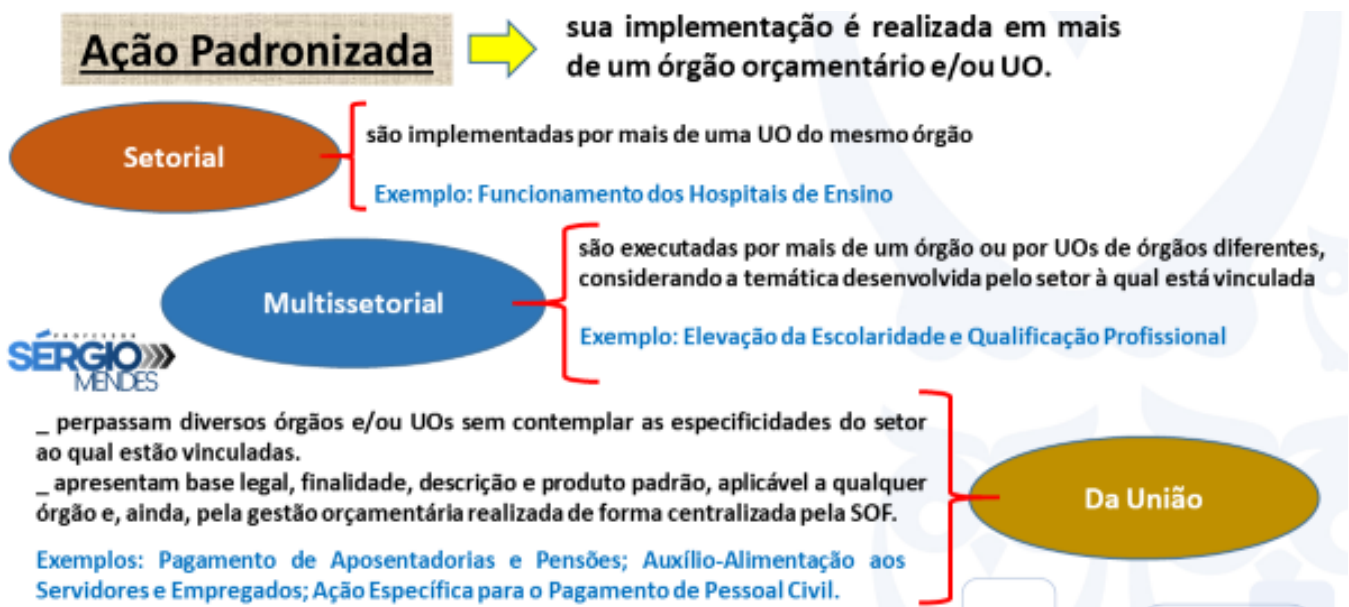 Ação Padronizada
sua implementação é realizada em mais
de um órgão orçamentário e/ou UO.
Setorial
são implementadas por mais de uma UO do mesmo órgão
Exemplo: Funcionamento dos Hospitais de Ensino
Multissetorial
são executadas por mais de um órgão ou por UOs de órgãos diferentes,
considerando a temática desenvolvida pelo setor à qual está vinculada
Exemplo: Elevação da Escolaridade e Qualificação Profissional
PROFESSOR
SÉRGIO
MENDES
_ perpassam diversos órgãos e/ou UOs sem contemplar as especificidades do setor
ao qual estão vinculadas.
_ apresentam base legal, finalidade, descrição e produto padrão, aplicável a qualquer
órgão e, ainda, pela gestão orçamentária realizada de forma centralizada pela SOF.
Exemplos: Pagamento de Aposentadorias e Pensões; Auxílio-Alimentação aos
Servidores e Empregados; Ação Específica para o Pagamento de Pessoal Civil.
Da União